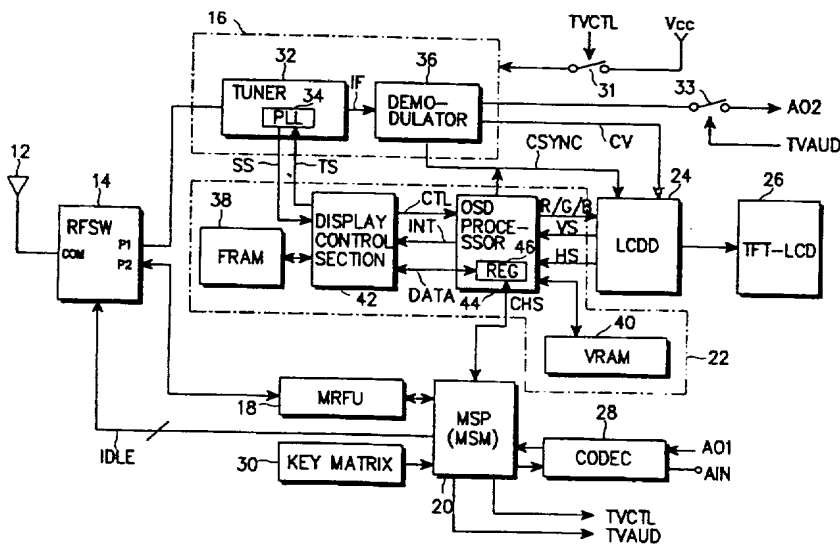 16
TVCTL
Vcc
32
36
31
33
TUNER
34
PLL
IF
DEMO-
DULATOR
AO2
TVAUD
12
SS
TS
CSYNC
CV
14
24
26
RFSW
COM
P1
P2
38
FRAM
DISPLAY
CONTROL
SECTION
42
CTL
INT
DATA
OSD
PROCE-
SSOR
46
REG
44
R/G/B
VS
HS
LCDD
TFT-LCD
CHS
40
VRAM
22
MRFU
18
MSP
(MSM)
28
CODEC
AO1
AIN
IDLE
30
KEY MATRIX
20
TVCTL
TVAUD